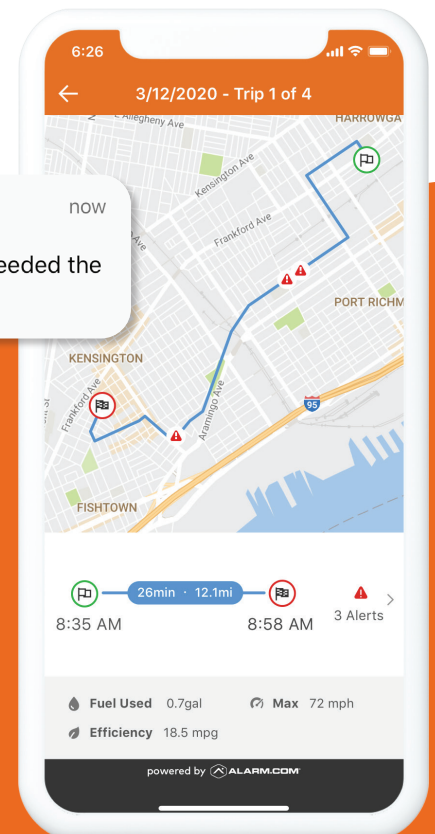 6:26
3/12/2020 - Trip 1 of 4
E Allegheny Ave
HARROWGA
Kensington Ave
now
Frankford Ave
eeded the
PORT RICHM
KENSINGTON
95
Frankford Ave
Aramingo Ave
FISHTOWN
26min · 12.1mi
8:35 AM
8:58 AM
3 Alerts
Fuel Used 0.7gal
Max 72 mph
Efficiency 18.5 mpg
powered by ALARM.COM